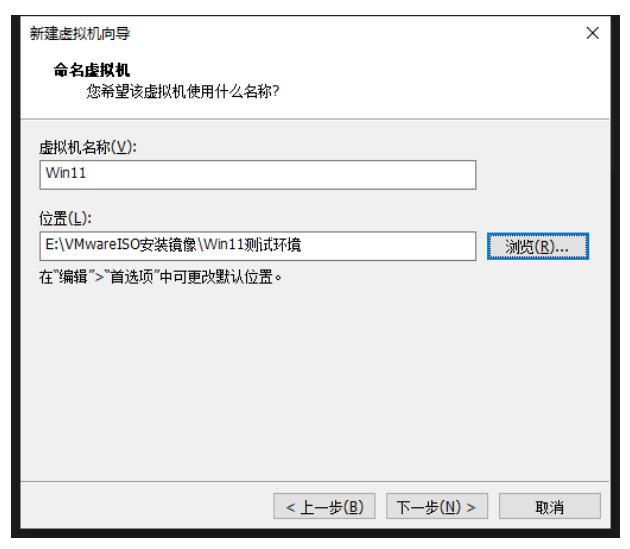 新建虚拟机向导
命名虚拟机
您希望该虚拟机使用什么名称?
虚拟机名称(V):
Win11
位置(L):
E:\VMwareISO安装镜像\Win11测试环境
浏览(R)...
在"编辑">"首选项"中可更改默认位置。
< 上一步(B) 下一步(N) > 取消